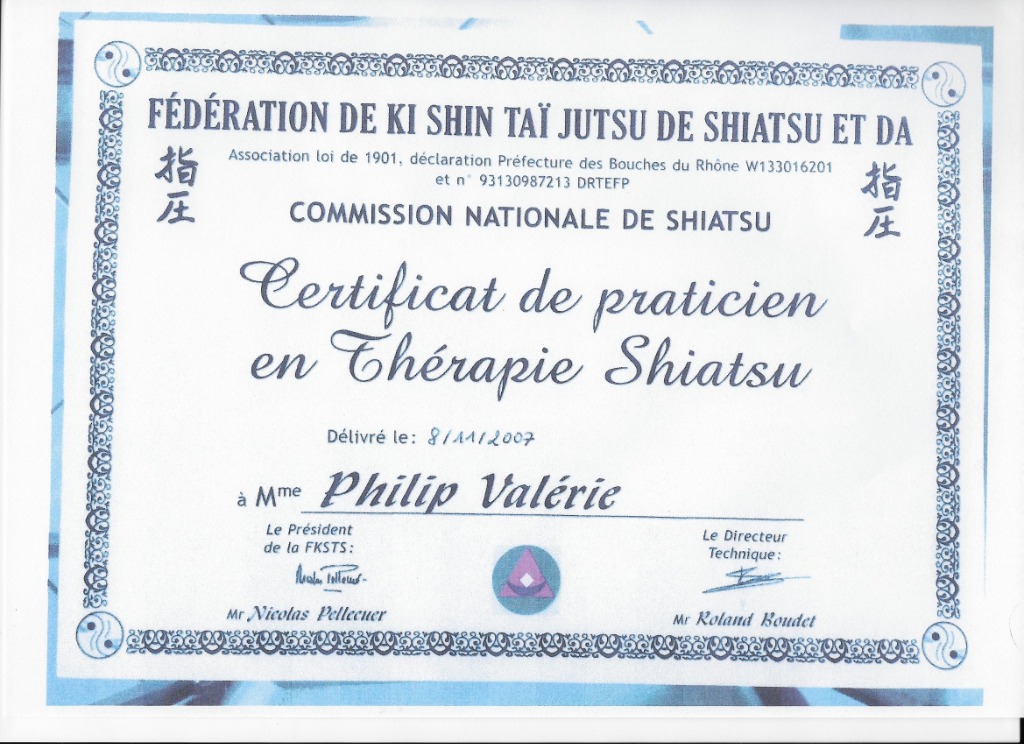 FÉDÉRATION DE KI SHIN TAÏ JUTSU DE SHIATSU ET DA
Association loi de 1901, déclaration Préfecture des Bouches du Rhône W133016201
et n° 93130987213 DRTEFP
指圧
指圧
COMMISSION NATIONALE DE SHIATSU
Certificat de praticien
en Thérapie Shiatsu
Délivré le: 8/11/2007
à Mme Philip Valérie
Le Président
de la FKSTS:
Mr Nicolas Pellecuer
Le Directeur
Technique:
Mr Roland Boudet